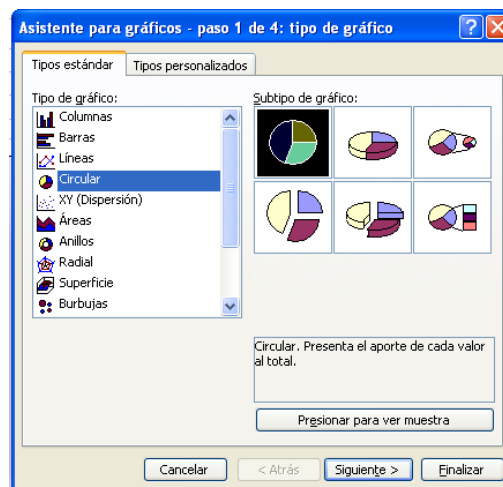 Asistente para gráficos - paso 1 de 4: tipo de gráfico
Tipos estándar Tipos personalizados
Tipo de gráfico:
Columnas
Barras
Líneas
Circular
XY (Dispersión)
Áreas
Anillos
Radial
Superficie
Burbujas
Subtipo de gráfico:
Circular. Presenta el aporte de cada valor
al total.
Presionar para ver muestra
Cancelar < Atrás Siguiente > Finalizar